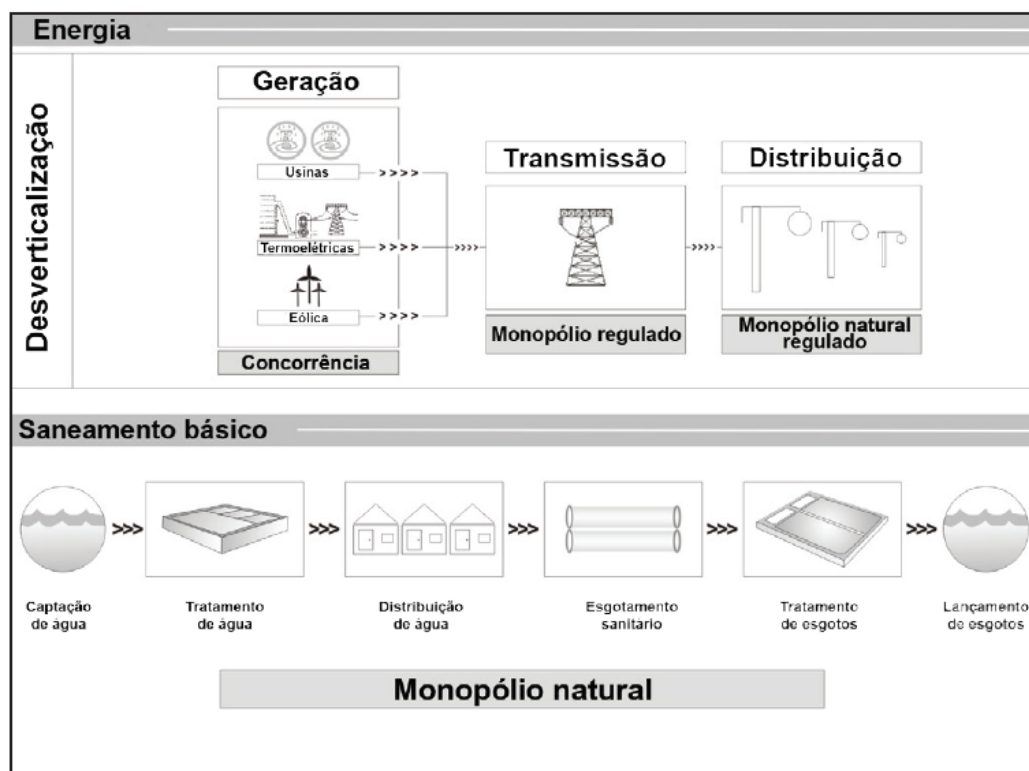 Energia
Desverticalização
Geração
Usinas
>>>>
Termoelétricas
>>>>
Eólica
>>>>
Concorrência
>>>>
Transmissão
Monopólio regulado
>>>>
Distribuição
Monopólio natural
regulado
Saneamento básico
>>>
>>>
>>>
>>>
>>>
Captação
de água
Tratamento
de água
Distribuição
de água
Esgotamento
sanitário
Tratamento
de esgotos
Lançamento
de esgotos
Monopólio natural